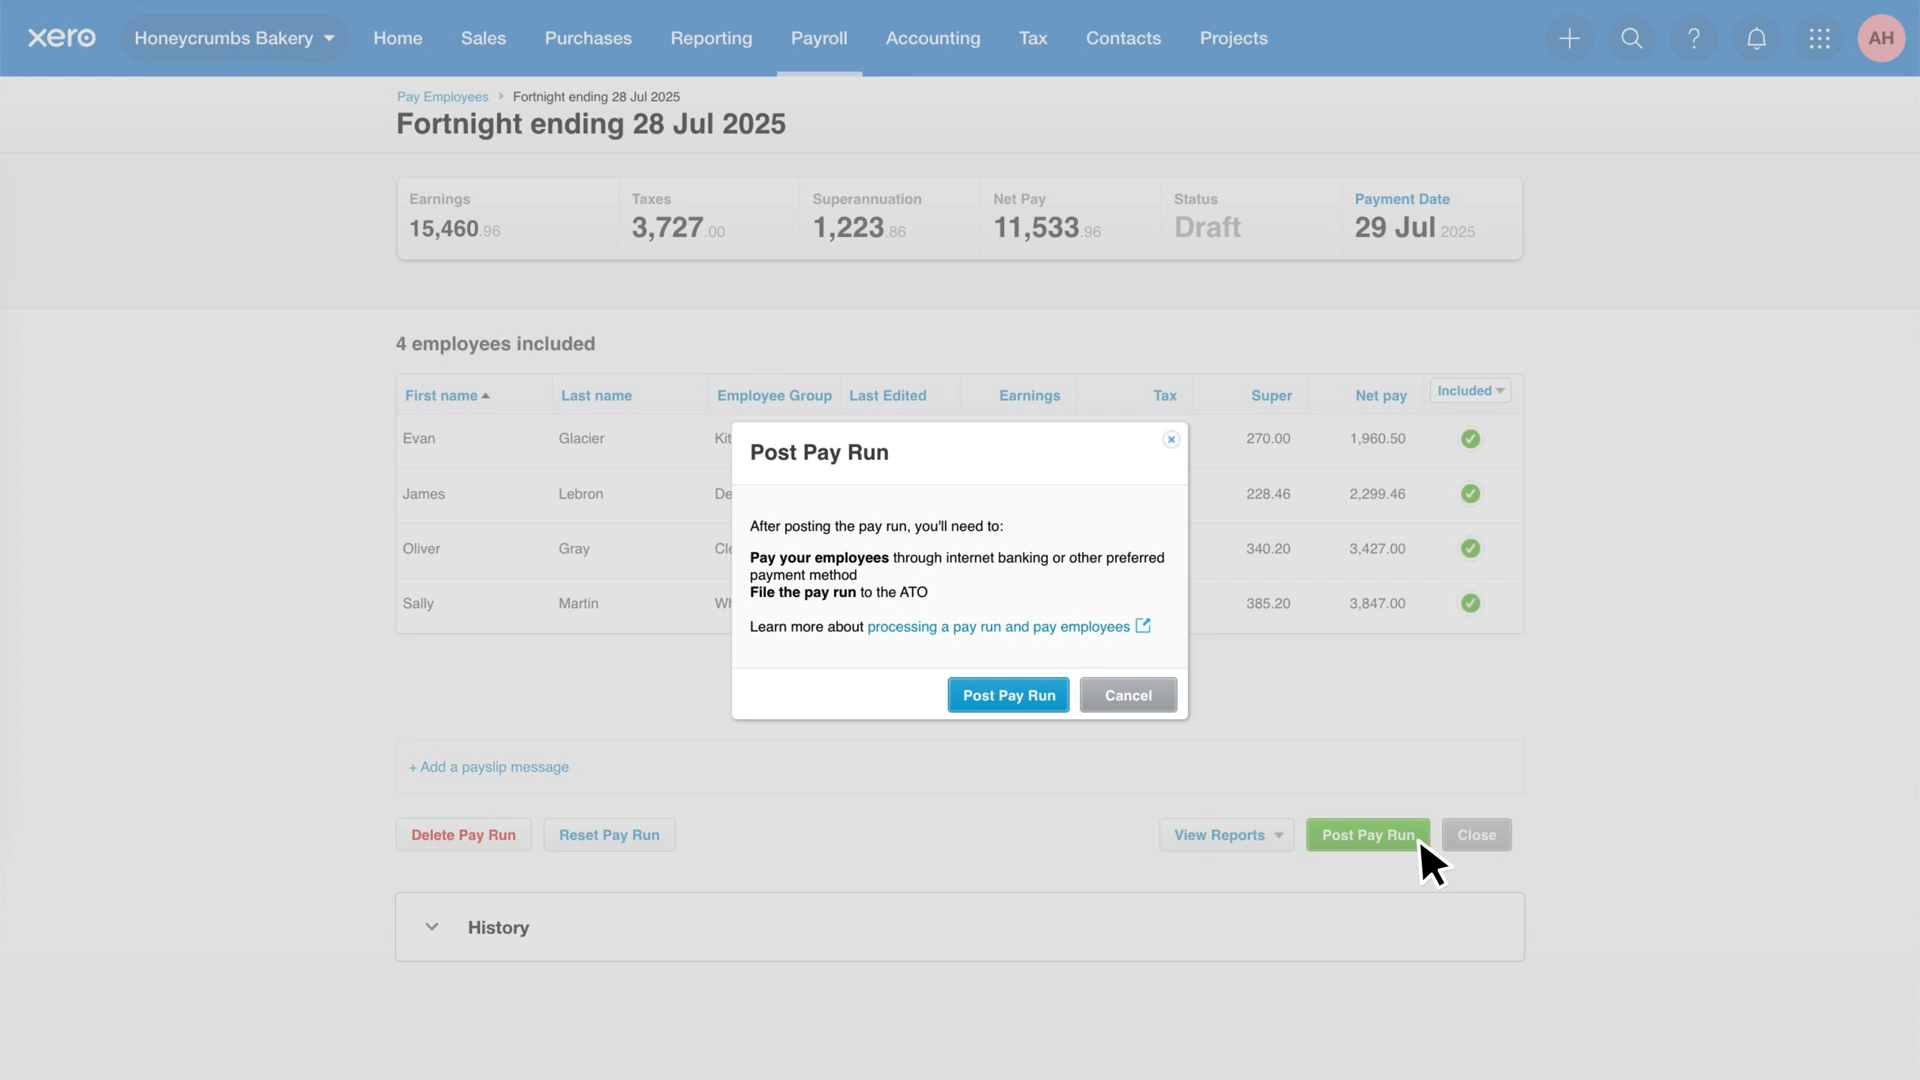 xero Honeycrumbs Bakery Home Sales Purchases Reporting Payroll Accounting Tax Contacts Projects ? AH
Pay Employees › Fortnight ending 28 Jul 2025
Fortnight ending 28 Jul 2025
Earnings Taxes Superannuation Net Pay Status Payment Date
15,460.96 3,727.00 1,223.86 11,533.96 Draft 29 Jul 2025
4 employees included
First name Last name Employee Group Last Edited Earnings Tax Super Net pay Included
Evan Glacier Kit 270.00 1,960.50
James Lebron De 228.46 2,299.46
Oliver Gray Cle 340.20 3,427.00
Sally Martin Wh 385.20 3,847.00
Post Pay Run
After posting the pay run, you'll need to:
Pay your employees through internet banking or other preferred
payment method
File the pay run to the ATO
Learn more about processing a pay run and pay employees
Post Pay Run Cancel
+ Add a payslip message
Delete Pay Run Reset Pay Run View Reports Post Pay Run Close
History